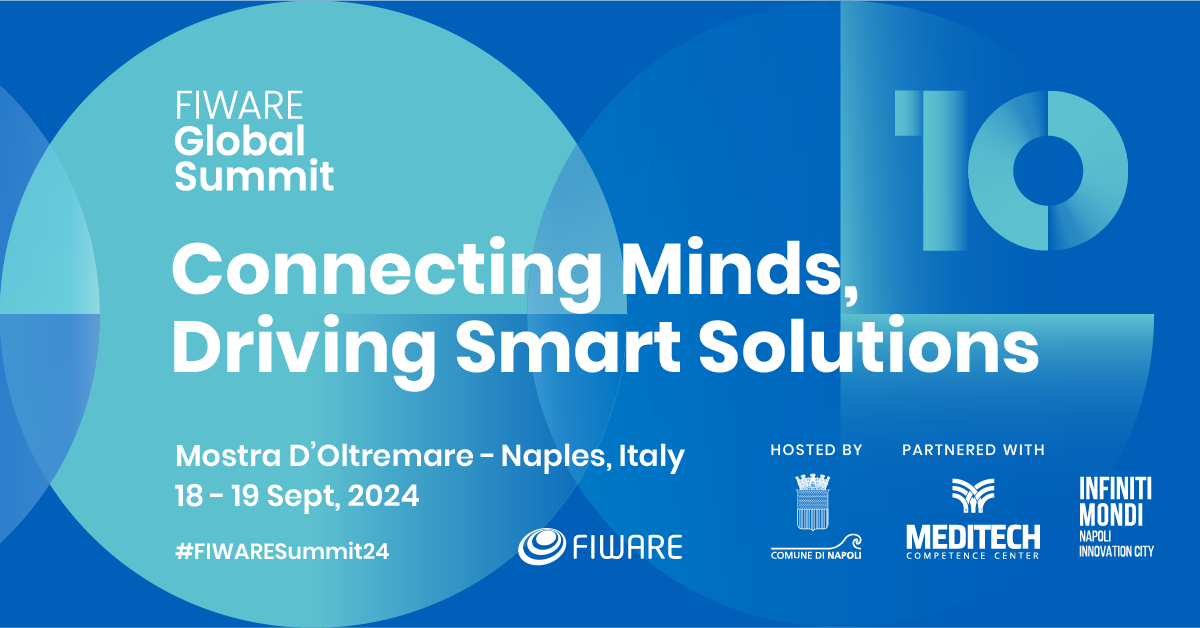 FIWARE
Global
Summit
10
Connecting Minds,
Driving Smart Solutions
Mostra D’Oltremare - Naples, Italy
18 - 19 Sept, 2024
#FIWARESummit24
FIWARE
HOSTED BY
COMUNE DI NAPOLI
PARTNERED WITH
MEDITECH
COMPETENCE CENTER
INFINITI
MONDI
NAPOLI
INNOVATION CITY